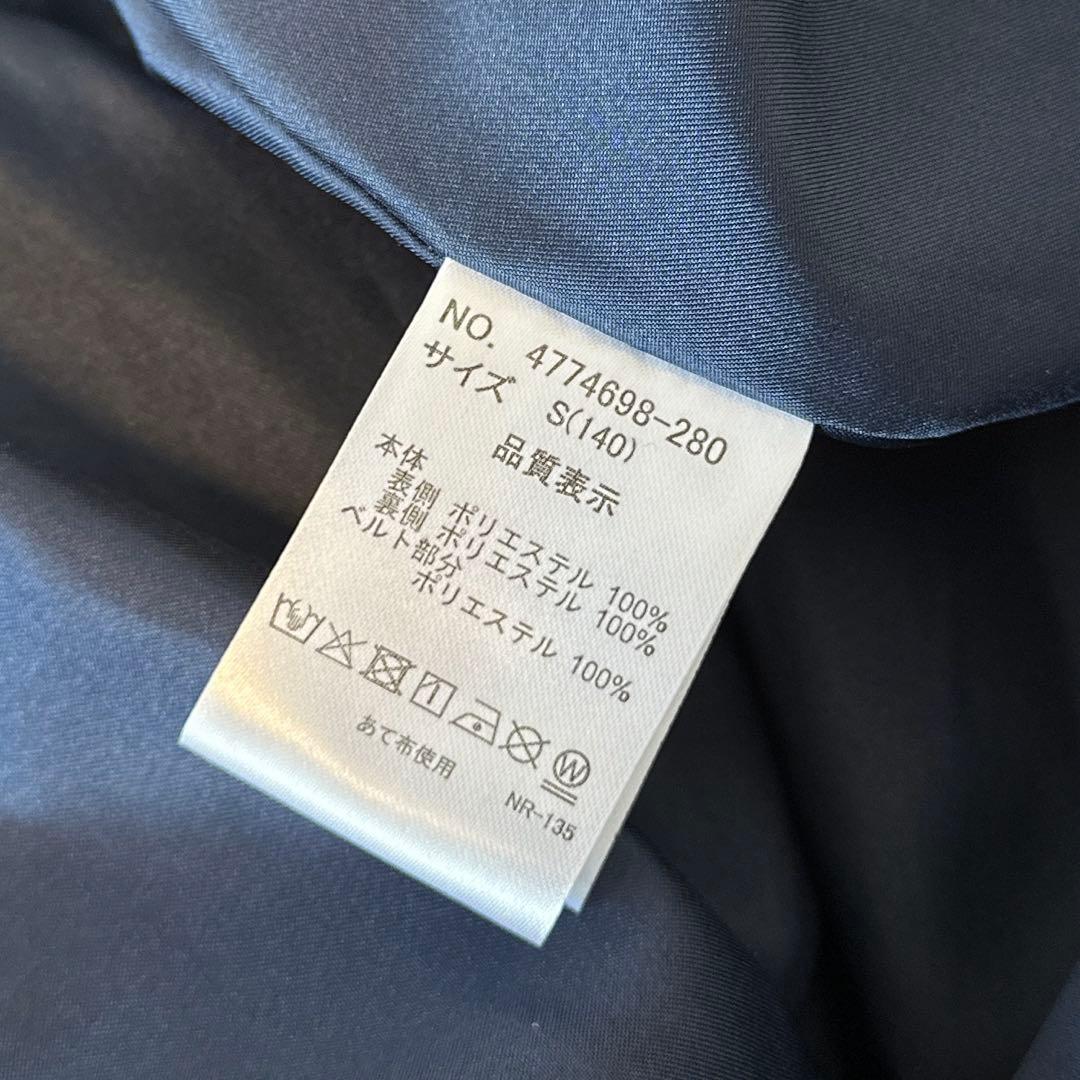 NO. 4774698-280
サイズ S(140)
品質表示
本体
表側 ポリエステル 100%
裏側 ポリエステル 100%
ベルト部分
ポリエステル 100%
W
あて布使用
NR-135